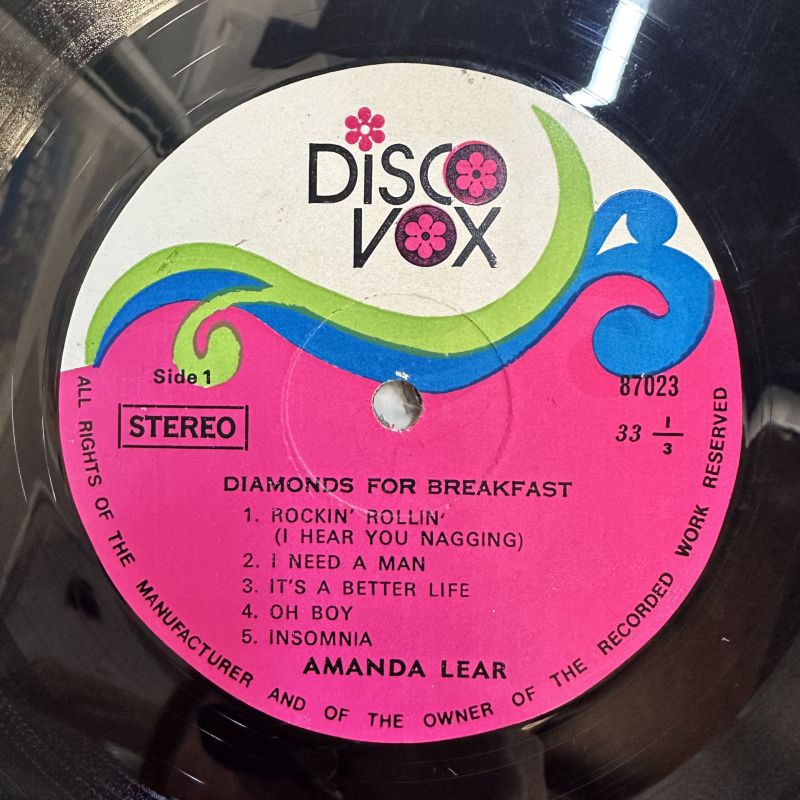 DiSCO
VOX
Side 1
87023
STEREO
33 1/3
DIAMONDS FOR BREAKFAST
1. ROCKIN' ROLLIN'
(I HEAR YOU NAGGING)
2. I NEED A MAN
3. IT'S A BETTER LIFE
4. OH BOY
5. INSOMNIA
AMANDA LEAR
ALL RIGHTS OF THE MANUFACTURER AND OF THE OWNER OF THE RECORDED WORK RESERVED